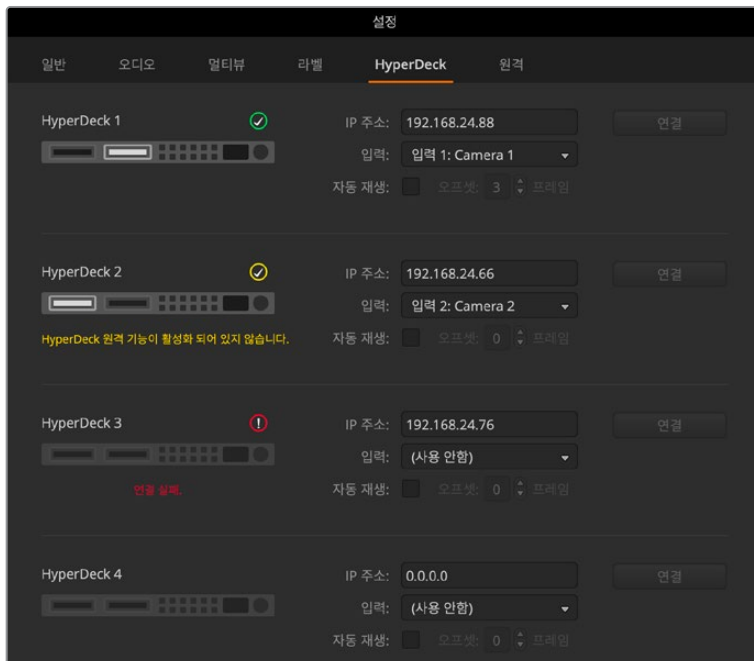 설정
일반 오디오 멀티뷰 라벨 HyperDeck 원격
HyperDeck 1 IP 주소: 192.168.24.88 연결
입력: 입력 1: Camera 1
자동 재생: 오프셋: 3 프레임
HyperDeck 2 IP 주소: 192.168.24.66 연결
입력: 입력 2: Camera 2
HyperDeck 원격 기능이 활성화 되어 있지 않습니다. 자동 재생: 오프셋: 0 프레임
HyperDeck 3 IP 주소: 192.168.24.76 연결
입력: (사용 안함)
연결 실패. 자동 재생: 오프셋: 0 프레임
HyperDeck 4 IP 주소: 0.0.0.0 연결
입력: (사용 안함)
자동 재생: 오프셋: 0 프레임